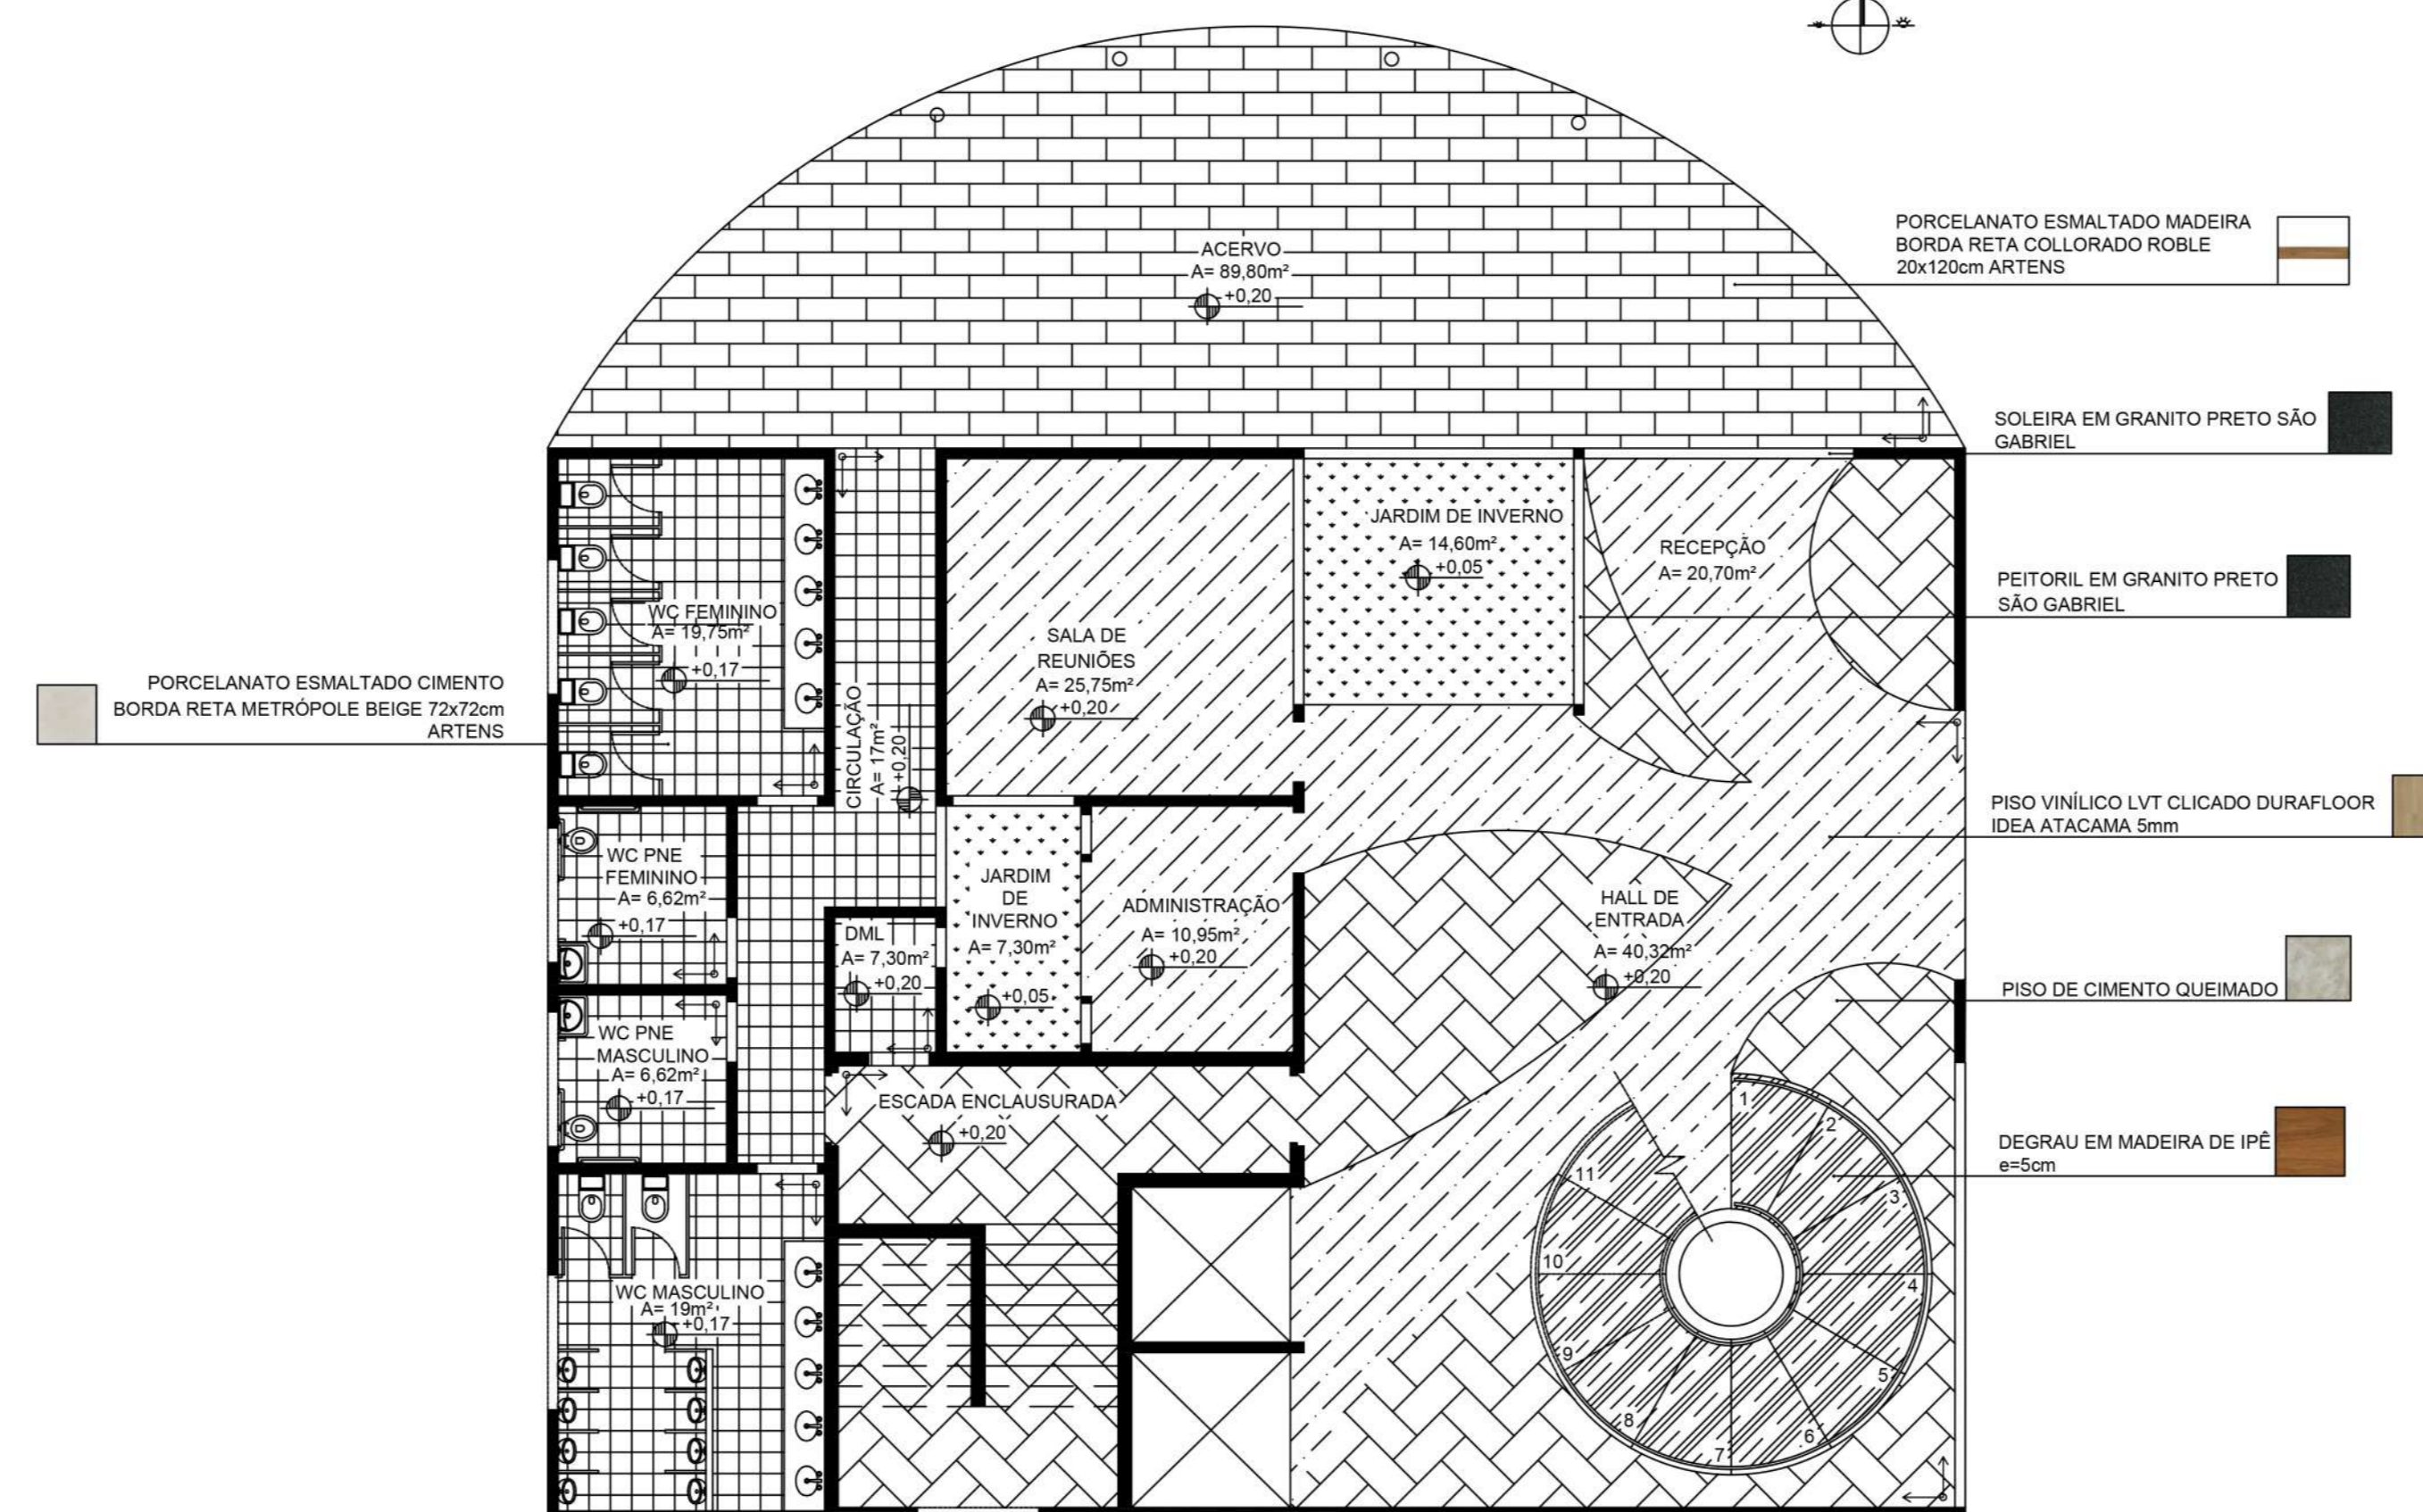 ACERVO
A= 89,80m²
+0,20
PORCELANATO ESMALTADO MADEIRA
BORDA RETA COLLORADO ROBLE
20x120cm ARTENS
SOLEIRA EM GRANITO PRETO SÃO
GABRIEL
JARDIM DE INVERNO
A= 14,60m²
+0,05
RECEPÇÃO
A= 20,70m²
PEITORIL EM GRANITO PRETO
SÃO GABRIEL
WC FEMININO
A= 19,75m²
+0,17
SALA DE
REUNIÕES
A= 25,75m²
+0,20
PORCELANATO ESMALTADO CIMENTO
BORDA RETA METRÓPOLE BEIGE 72x72cm
ARTENS
CIRCULAÇÃO
A= 17m²
+0,20
PISO VINÍLICO LVT CLICADO DURAFLOOR
IDEA ATACAMA 5mm
WC PNE
FEMININO
A= 6,62m²
+0,17
JARDIM
DE
INVERNO
A= 7,30m²
+0,05
ADMINISTRAÇÃO
A= 10,95m²
+0,20
HALL DE
ENTRADA
A= 40,32m²
+0,20
DML
A= 7,30m²
+0,20
PISO DE CIMENTO QUEIMADO
WC PNE
MASCULINO
A= 6,62m²
+0,17
ESCADA ENCLAUSURADA
+0,20
DEGRAU EM MADEIRA DE IPÊ
e=5cm
1
2
3
4
5
6
7
8
9
10
11
WC MASCULINO
A= 19m²
+0,17